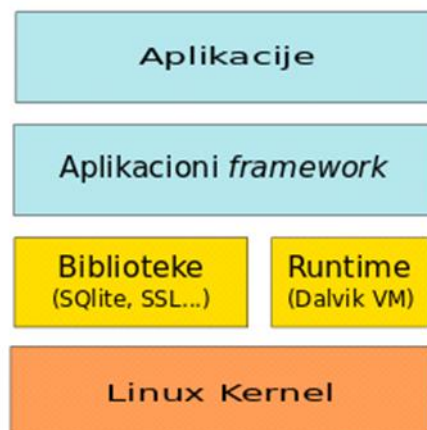 Aplikacije
Aplikacioni framework
Biblioteke
(SQlite, SSL...)
Runtime
(Dalvik VM)
Linux Kernel